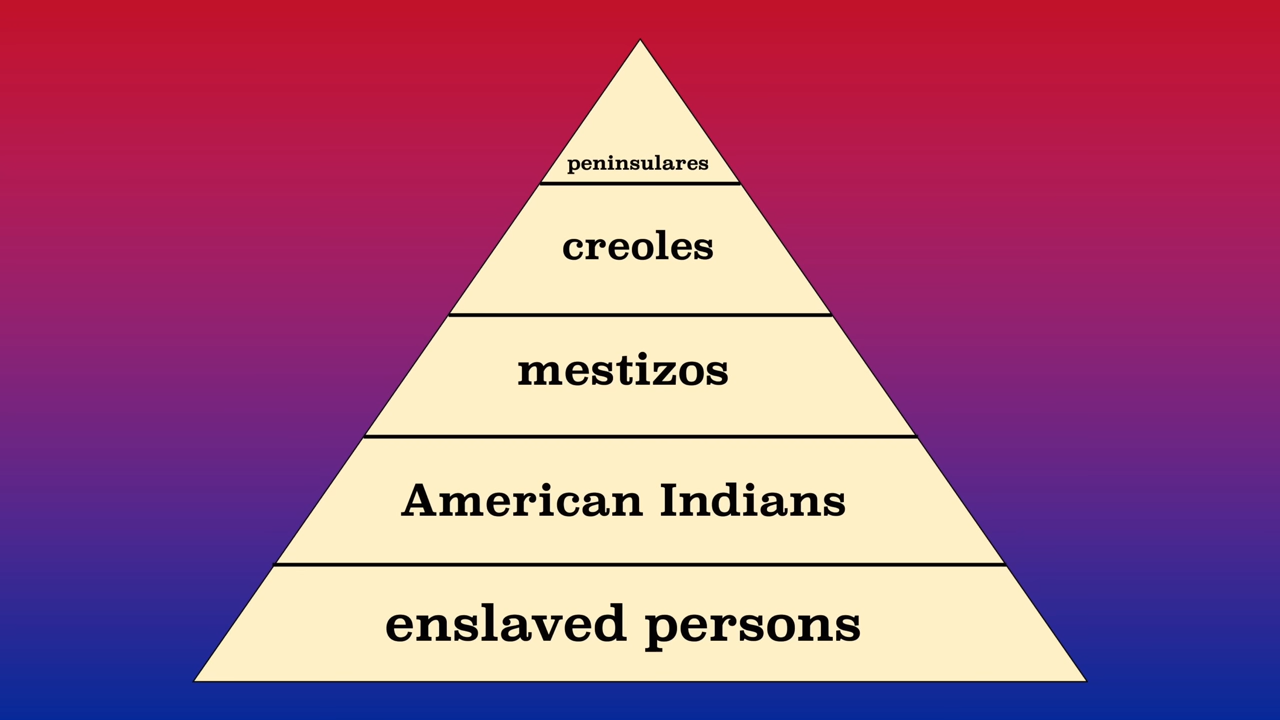 peninsulares
creoles
mestizos
American Indians
enslaved persons